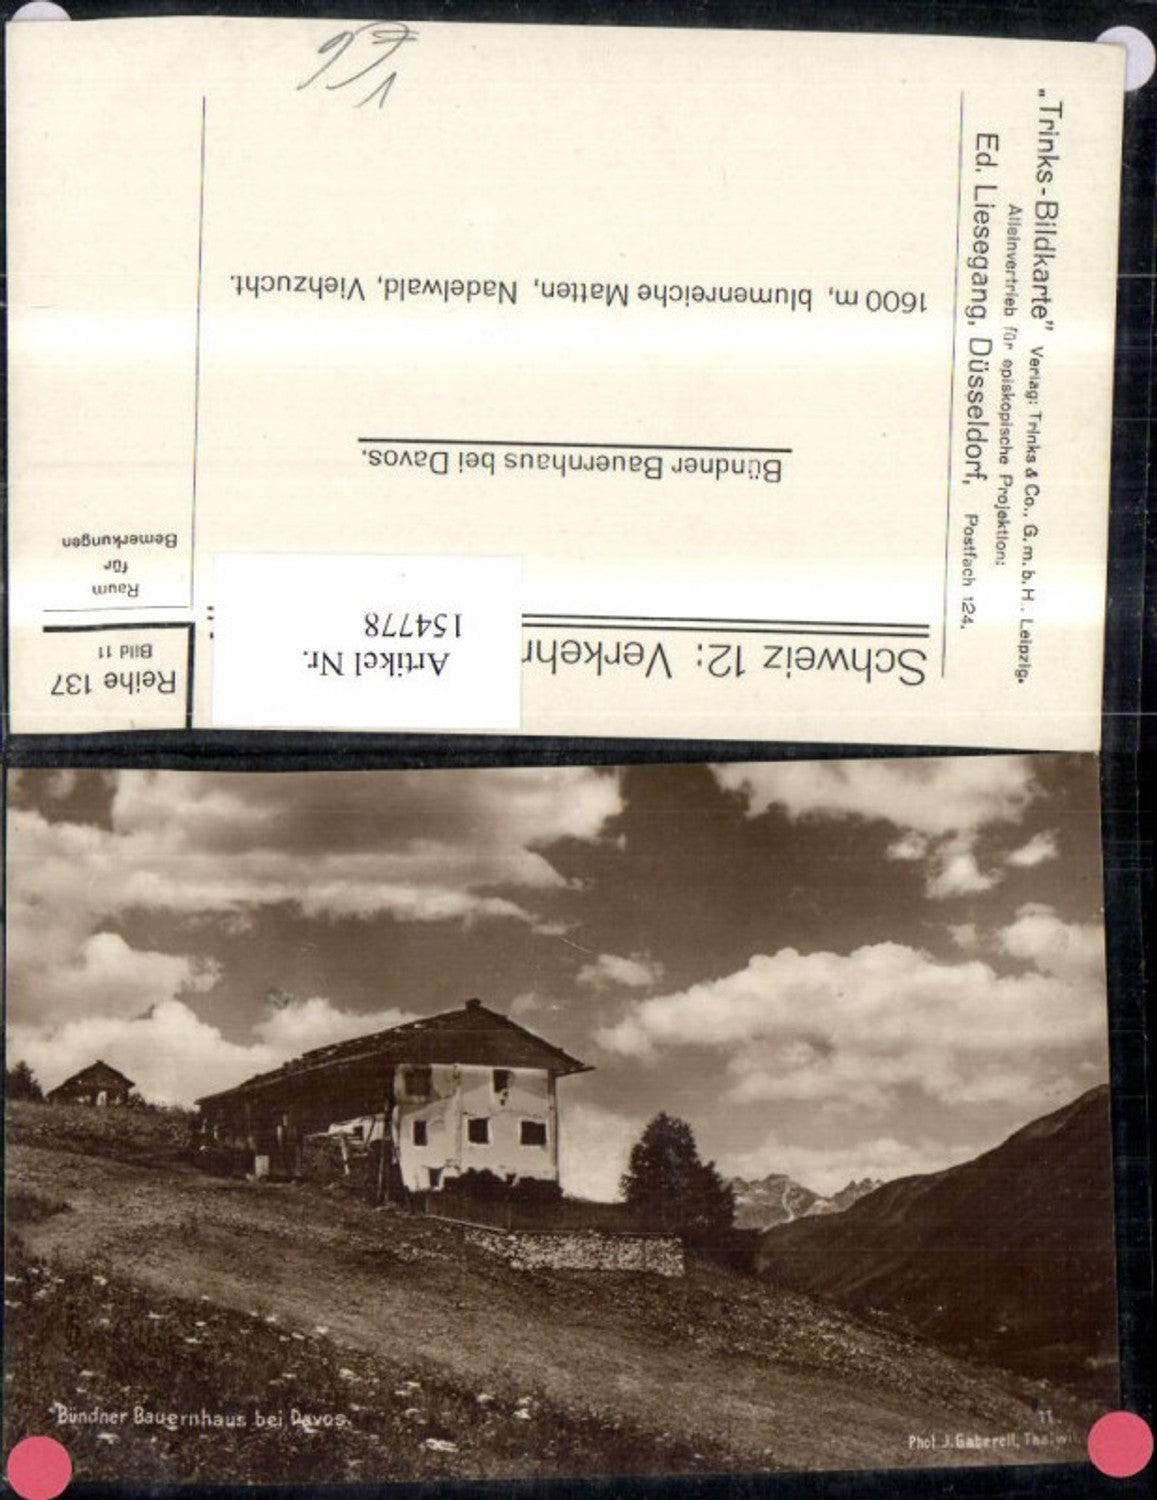 Reihe 137
Bild 11
Raum
für
Bemerkungen
Schweiz 12: Verkehr
Artikel Nr.
154778
Bündner Bauernhaus bei Davos.
1600 m, blumenreiche Matten, Nadelwald, Viehzucht.
„Trinks-Bildkarte” Verlag: Trinks & Co., G. m. b. H., Leipzig.
Alleinvertrieb für episkopische Projektion:
Ed. Liesegang, Düsseldorf, Postfach 124.
Bündner Bauernhaus bei Davos.
11.
Phot J. Gaberell,